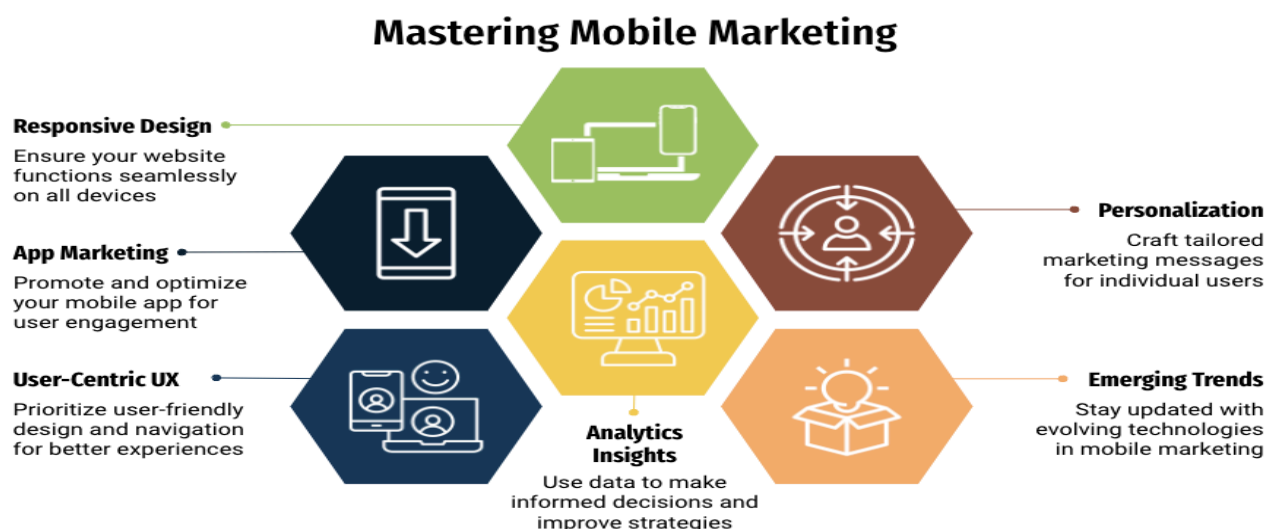 Mastering Mobile Marketing
Responsive Design
Ensure your website
functions seamlessly
on all devices
App Marketing
Promote and optimize
your mobile app for
user engagement
User-Centric UX
Prioritize user-friendly
design and navigation
for better experiences
Analytics
Insights
Use data to make
informed decisions and
improve strategies
Personalization
Craft tailored
marketing messages
for individual users
Emerging Trends
Stay updated with
evolving technologies
in mobile marketing